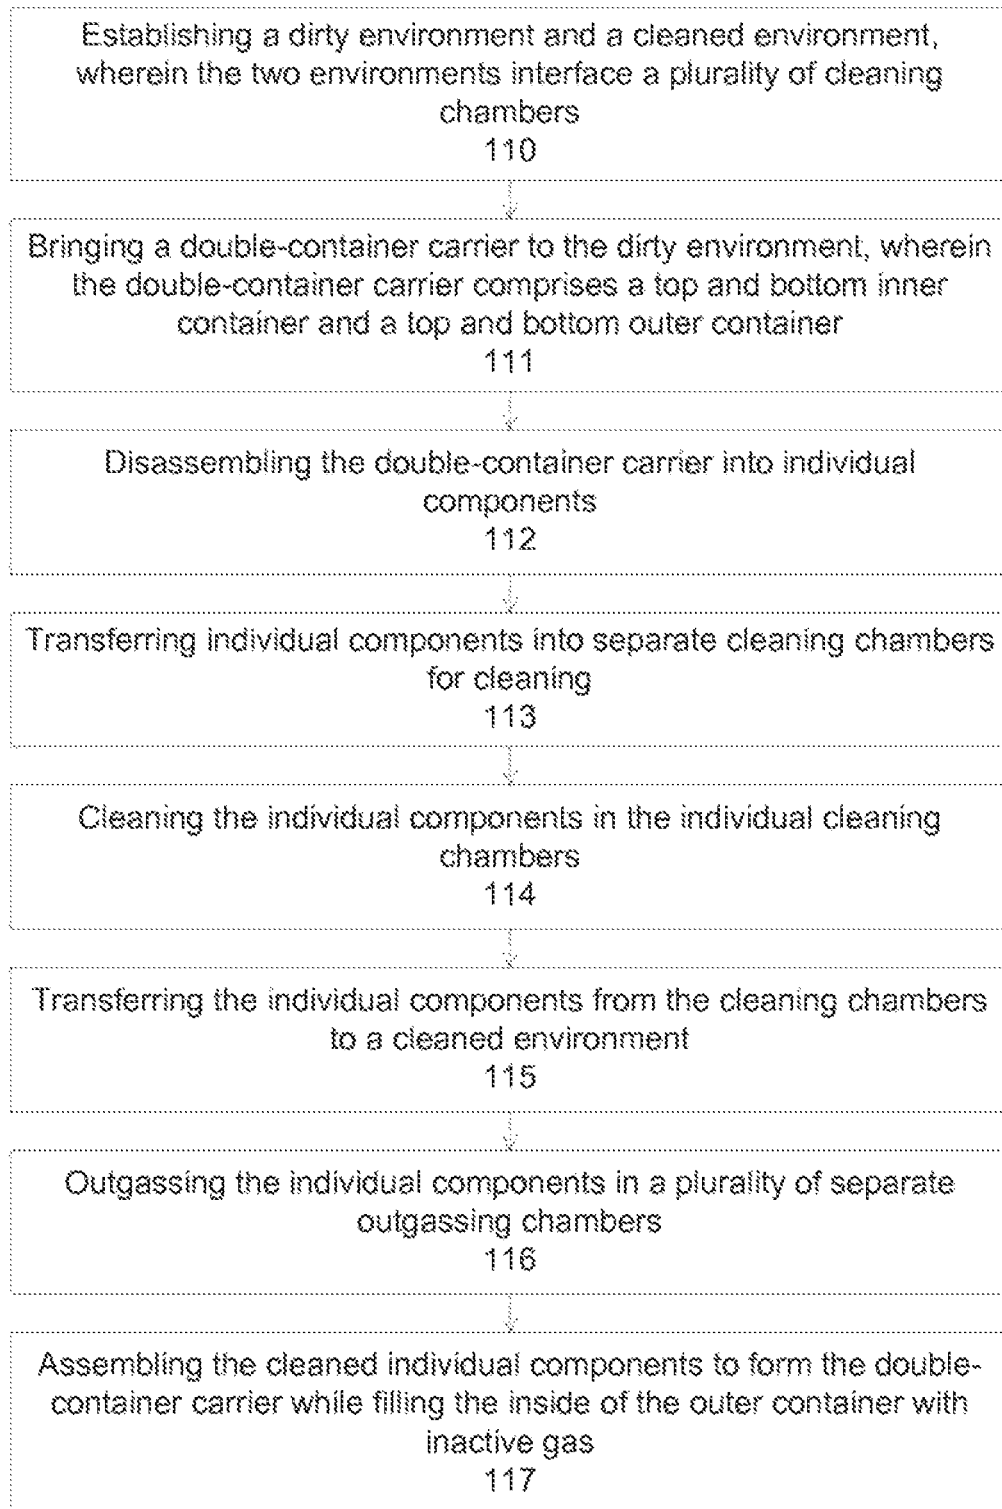 Establishing a dirty environment and a cleaned environment,
wherein the two environments interface a plurality of cleaning
chambers
110
Bringing a double-container carrier to the dirty environment, wherein
the double-container carrier comprises a top and bottom inner
container and a top and bottom outer container
111
Disassembling the double-container carrier into individual
components
112
Transferring individual components into separate cleaning chambers
for cleaning
113
Cleaning the individual components in the individual cleaning
chambers
114
Transferring the individual components from the cleaning chambers
to a cleaned environment
115
Outgassing the individual components in a plurality of separate
outgassing chambers
116
Assembling the cleaned individual components to form the double-
container carrier while filling the inside of the outer container with
inactive gas
117